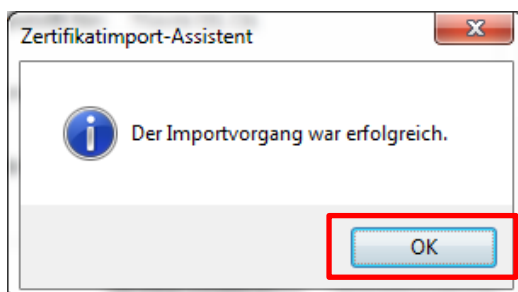 Zertifikatimport-Assistent
Der Importvorgang war erfolgreich.
OK